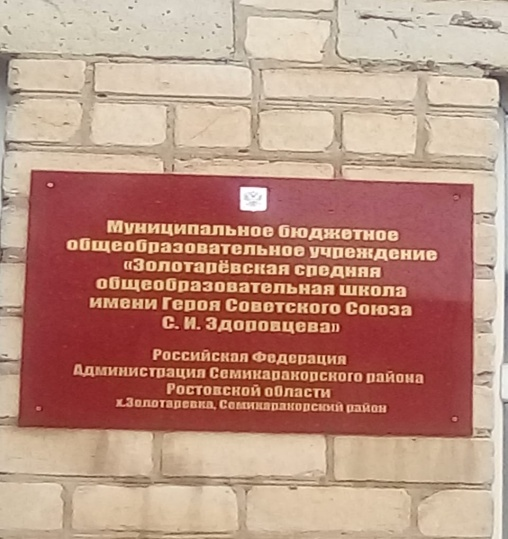 Муниципальное бюджетное
общеобразовательное учреждение
«Золотарёвская средняя
общеобразовательная школа
имени Героя Советского Союза
С. И. Здоровцева»
Российская Федерация
Администрация Семикаракорского района
Ростовской области
х.Золотаревка, Семикаракорский район